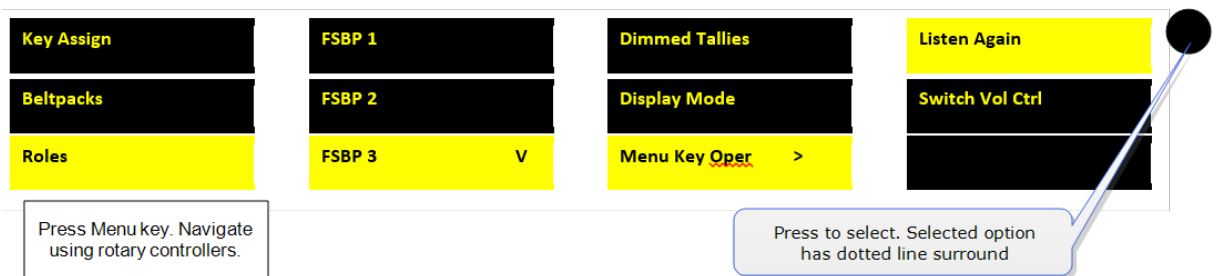 Key Assign FSBP 1 Dimmed Tallies Listen Again
Beltpacks FSBP 2 Display Mode Switch Vol Ctrl
Roles FSBP 3 V Menu Key Oper >
Press Menu key. Navigate
using rotary controllers.
Press to select. Selected option
has dotted line surround